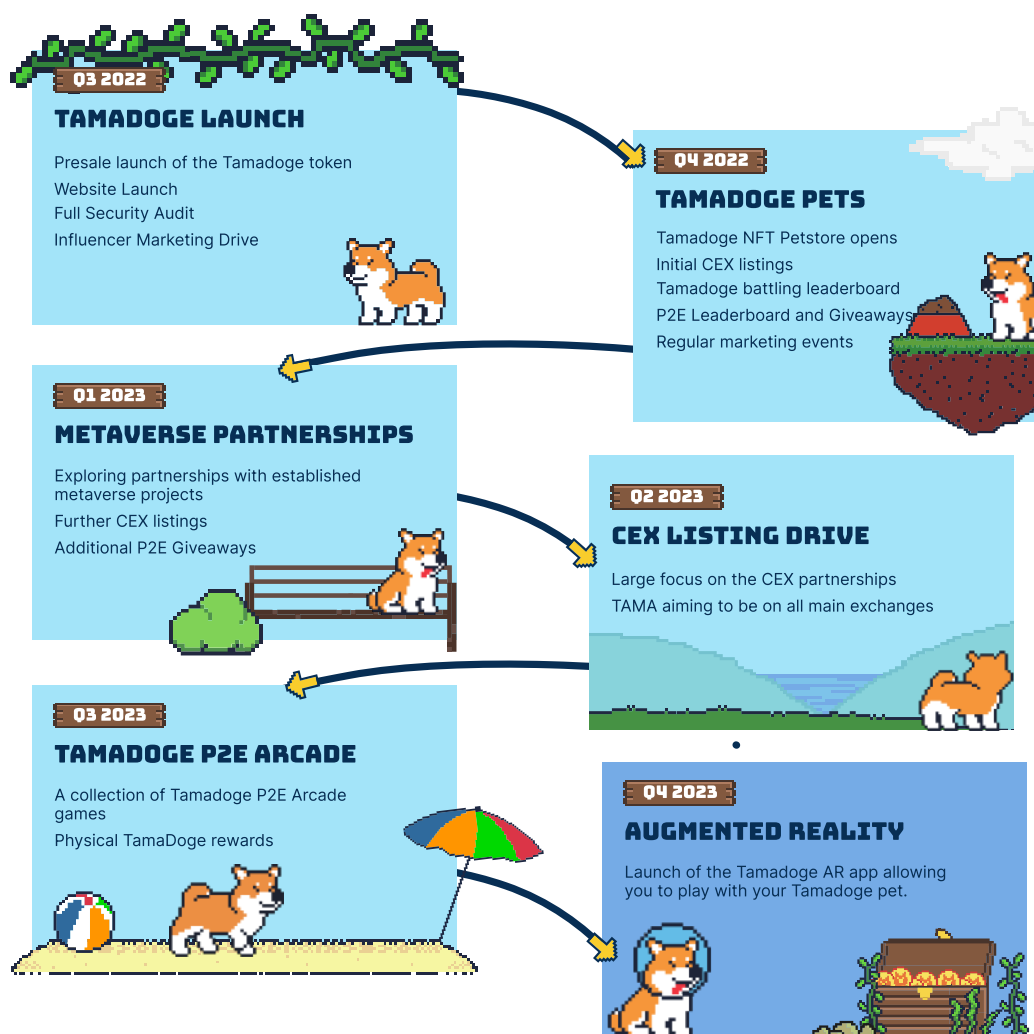 Q3 2022
TAMADOGE LAUNCH
Presale launch of the Tamadoge token
Website Launch
Full Security Audit
Influencer Marketing Drive
Q4 2022
TAMADOGE PETS
Tamadoge NFT Petstore opens
Initial CEX listings
Tamadoge battling leaderboard
P2E Leaderboard and Giveaways
Regular marketing events
Q1 2023
METAVERSE PARTNERSHIPS
Exploring partnerships with established
metaverse projects
Further CEX listings
Additional P2E Giveaways
Q2 2023
CEX LISTING DRIVE
Large focus on the CEX partnerships
TAMA aiming to be on all main exchanges
Q3 2023
TAMADOGE P2E ARCADE
A collection of Tamadoge P2E Arcade
games
Physical TamaDoge rewards
Q4 2023
AUGMENTED REALITY
Launch of the Tamadoge AR app allowing
you to play with your Tamadoge pet.